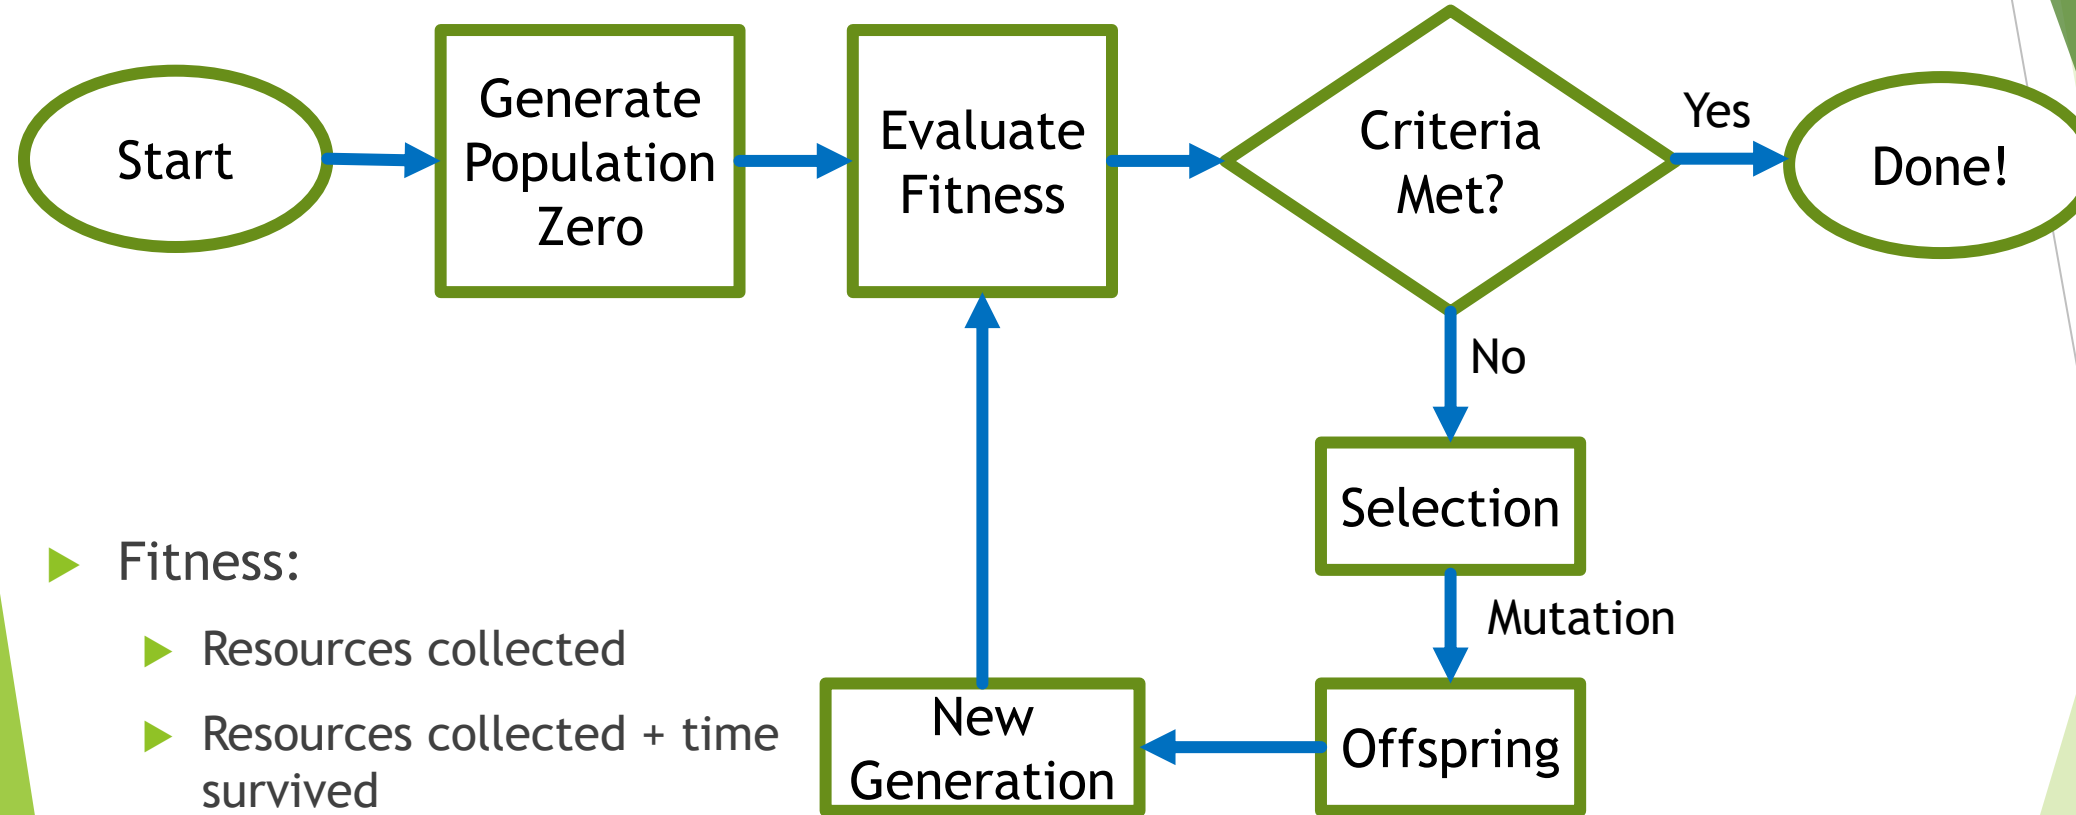 Start
Generate
Population
Zero
Evaluate
Fitness
Criteria
Met?
Yes
Done!
No
Selection
Mutation
Offspring
New
Generation
Fitness:
Resources collected
Resources collected + time
survived